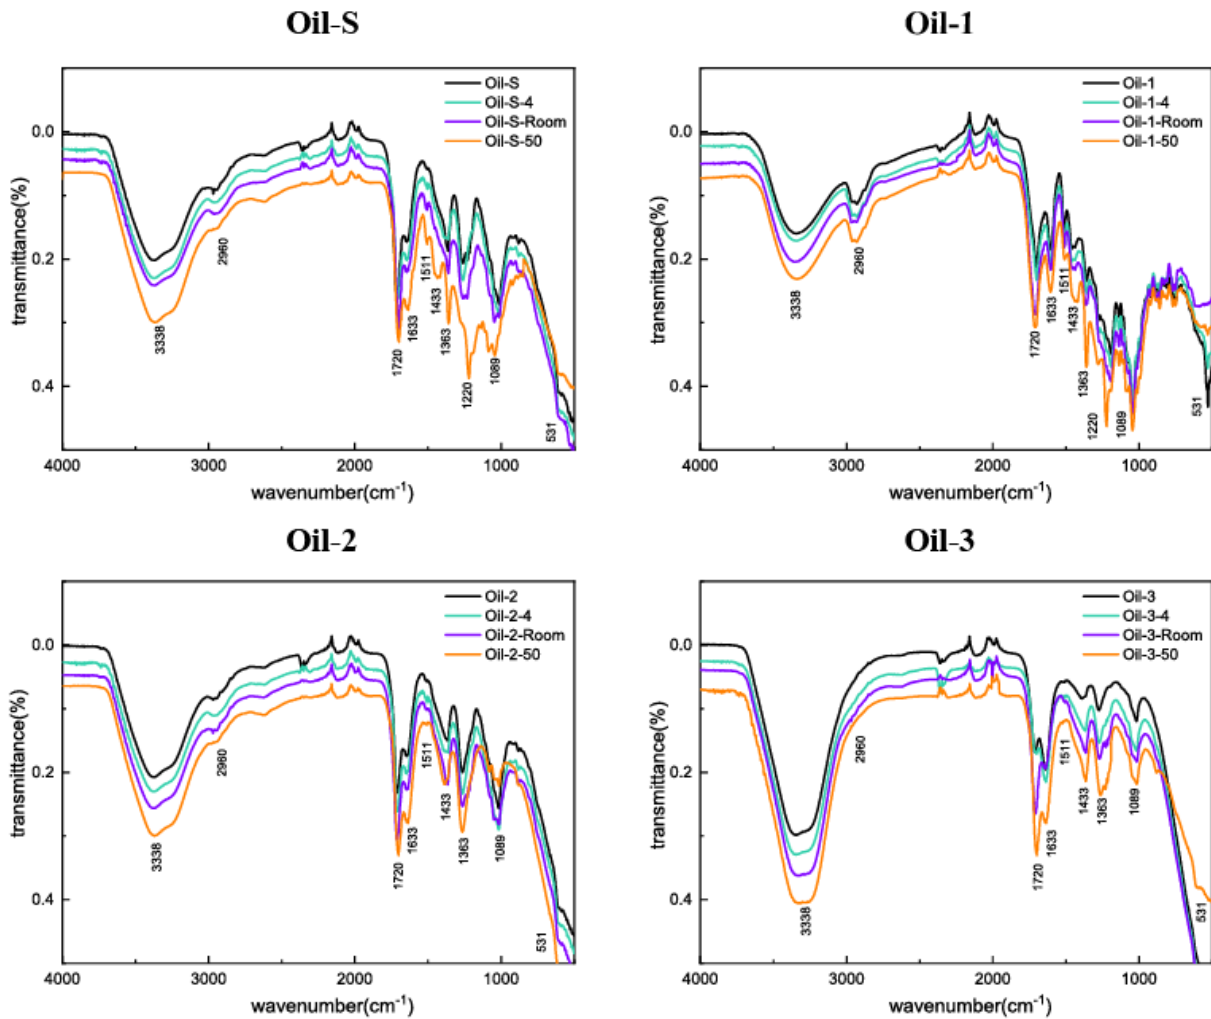 Oil-S
Oil-S
Oil-S-4
Oil-S-Room
Oil-S-50
transmittance(%)
0.0
0.2
0.4
3338
2960
1720
1633
1511
1433
1363
1220
1089
531
4000
3000
2000
1000
wavenumber(cm⁻¹)
Oil-1
Oil-1
Oil-1-4
Oil-1-Room
Oil-1-50
transmittance(%)
0.0
0.2
0.4
3338
2960
1720
1633
1511
1433
1363
1220
1089
531
4000
3000
2000
1000
wavenumber(cm⁻¹)
Oil-2
Oil-2
Oil-2-4
Oil-2-Room
Oil-2-50
transmittance(%)
0.0
0.2
0.4
3338
2960
1720
1633
1511
1433
1363
1089
531
4000
3000
2000
1000
wavenumber(cm⁻¹)
Oil-3
Oil-3
Oil-3-4
Oil-3-Room
Oil-3-50
transmittance(%)
0.0
0.2
0.4
3338
2960
1720
1633
1511
1433
1363
1089
531
4000
3000
2000
1000
wavenumber(cm⁻¹)